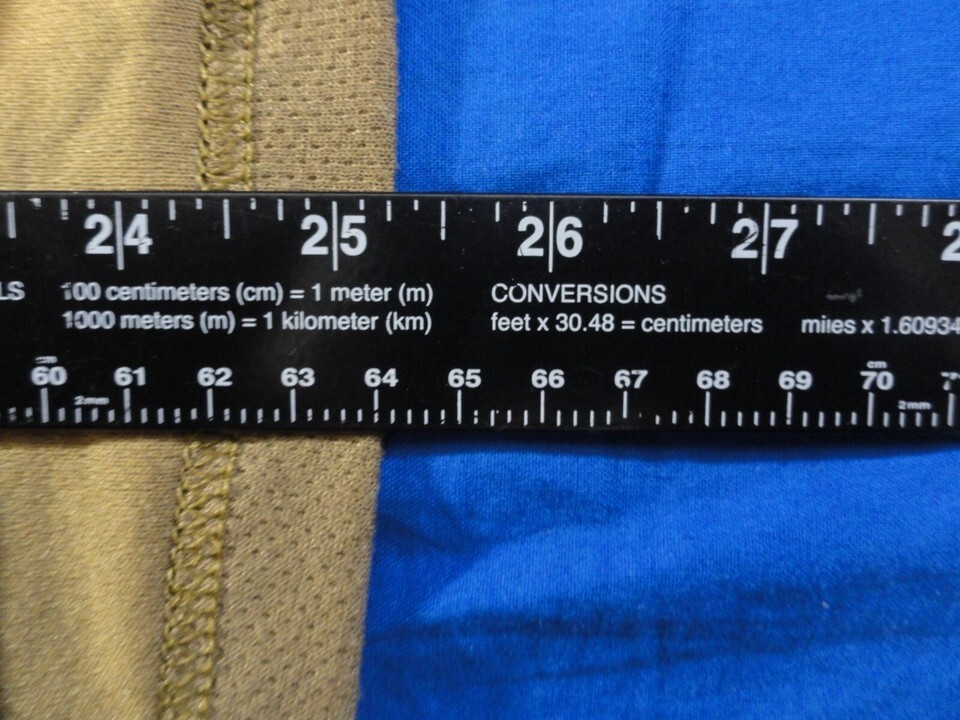 24 25 26 27 2
LS 100 centimeters (cm) = 1 meter (m) CONVERSIONS
1000 meters (m) = 1 kilometer (km) feet x 30.48 = centimeters miles x 1.60934
cm cm
60 61 62 63 64 65 66 67 68 69 70 7
2mm 2mm